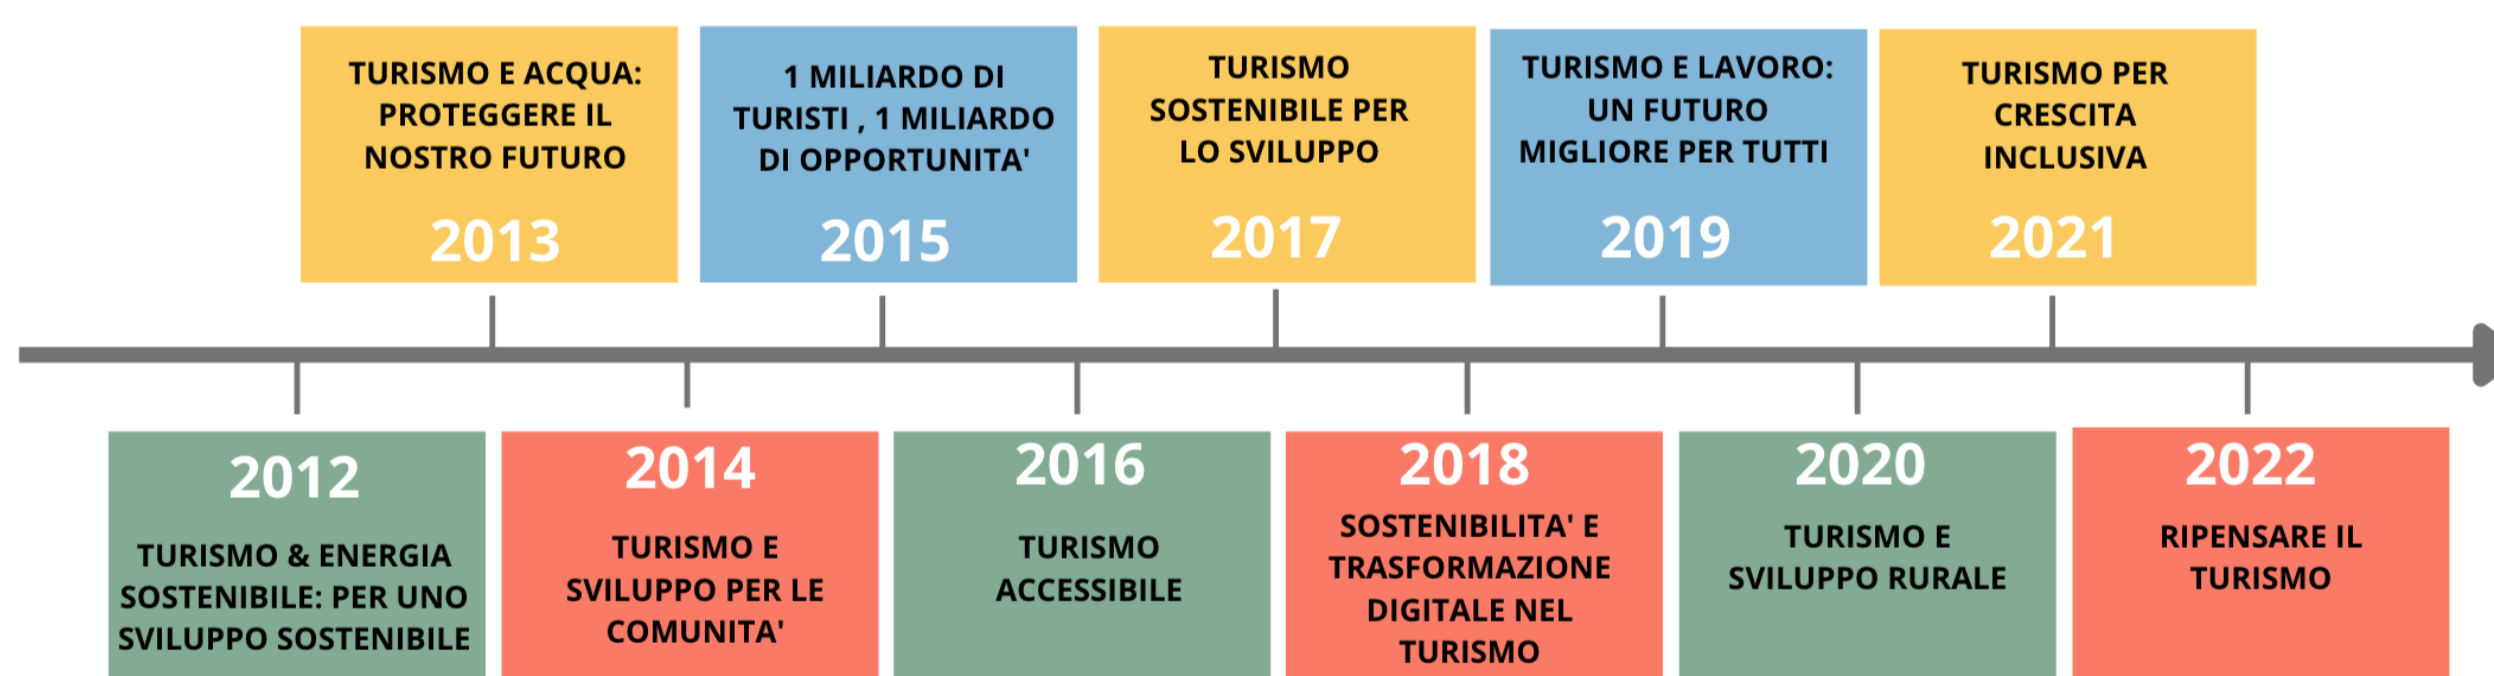 TURISMO E ACQUA:
PROTEGGERE IL
NOSTRO FUTURO
2013
1 MILIARDO DI
TURISTI , 1 MILIARDO
DI OPPORTUNITA'
2015
TURISMO
SOSTENIBILE PER
LO SVILUPPO
2017
TURISMO E LAVORO:
UN FUTURO
MIGLIORE PER TUTTI
2019
TURISMO PER
CRESCITA
INCLUSIVA
2021
2012
TURISMO & ENERGIA
SOSTENIBILE: PER UNO
SVILUPPO SOSTENIBILE
2014
TURISMO E
SVILUPPO PER LE
COMUNITA'
2016
TURISMO
ACCESSIBILE
2018
SOSTENIBILITA' E
TRASFORMAZIONE
DIGITALE NEL
TURISMO
2020
TURISMO E
SVILUPPO RURALE
2022
RIPENSARE IL
TURISMO